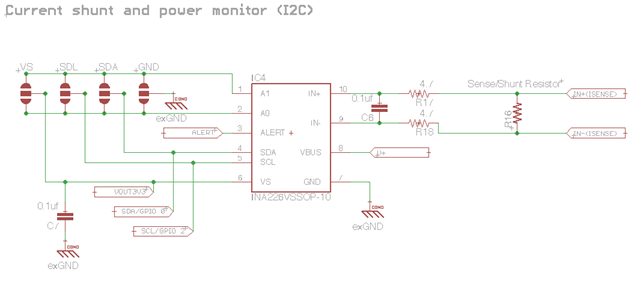 Current shunt and power monitor (I2C)
VS SDL SDA GND
IC4
exGND
1 A1
2 A0
3 ALERT
4 SDA
5 SCL
6 VS
IN+ 10
IN- 9
VBUS 8
GND 7
INA226VSSOP-10
ALERT
VOUT3V3
SDA/GPIO 0
SCL/GPIO 2
0.1uf
C7
exGND
0.1uf
C6
4.7
R17
4.7
R18
Sense/Shunt Resistor*
R16
IN+(ISENSE)
IN-(ISENSE)
V+
exGND